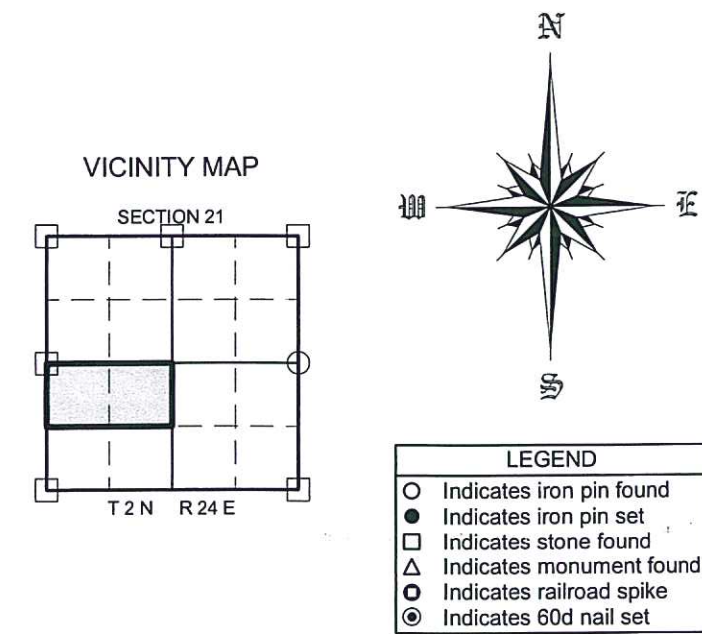 N
W
E
S
VICINITY MAP
SECTION 21
T 2 N R 24 E
LEGEND
Indicates iron pin found
Indicates iron pin set
Indicates stone found
Indicates monument found
Indicates railroad spike
Indicates 60d nail set